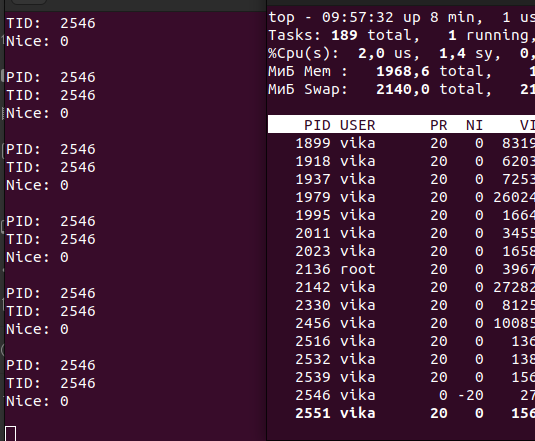 TID:  2546
Nice: 0
PID:  2546
TID:  2546
Nice: 0
PID:  2546
TID:  2546
Nice: 0
PID:  2546
TID:  2546
Nice: 0
PID:  2546
TID:  2546
Nice: 0
PID:  2546
TID:  2546
Nice: 0
top - 09:57:32 up 8 min,  1 us
Tasks: 189 total,   1 running,
%Cpu(s):  2,0 us,  1,4 sy,  0,
МиБ Mem :   1968,6 total,    1
МиБ Swap:   2140,0 total,   21
PID USER      PR  NI    VI
1899 vika      20   0  8319
1918 vika      20   0  6203
1937 vika      20   0  7253
1979 vika      20   0 26024
1995 vika      20   0  1664
2011 vika      20   0  3455
2023 vika      20   0  1658
2136 root      20   0  3967
2142 vika      20   0 27282
2330 vika      20   0  8125
2456 vika      20   0 10085
2516 vika      20   0   136
2532 vika      20   0   138
2539 vika      20   0   156
2546 vika       0 -20    27
2551 vika      20   0   156